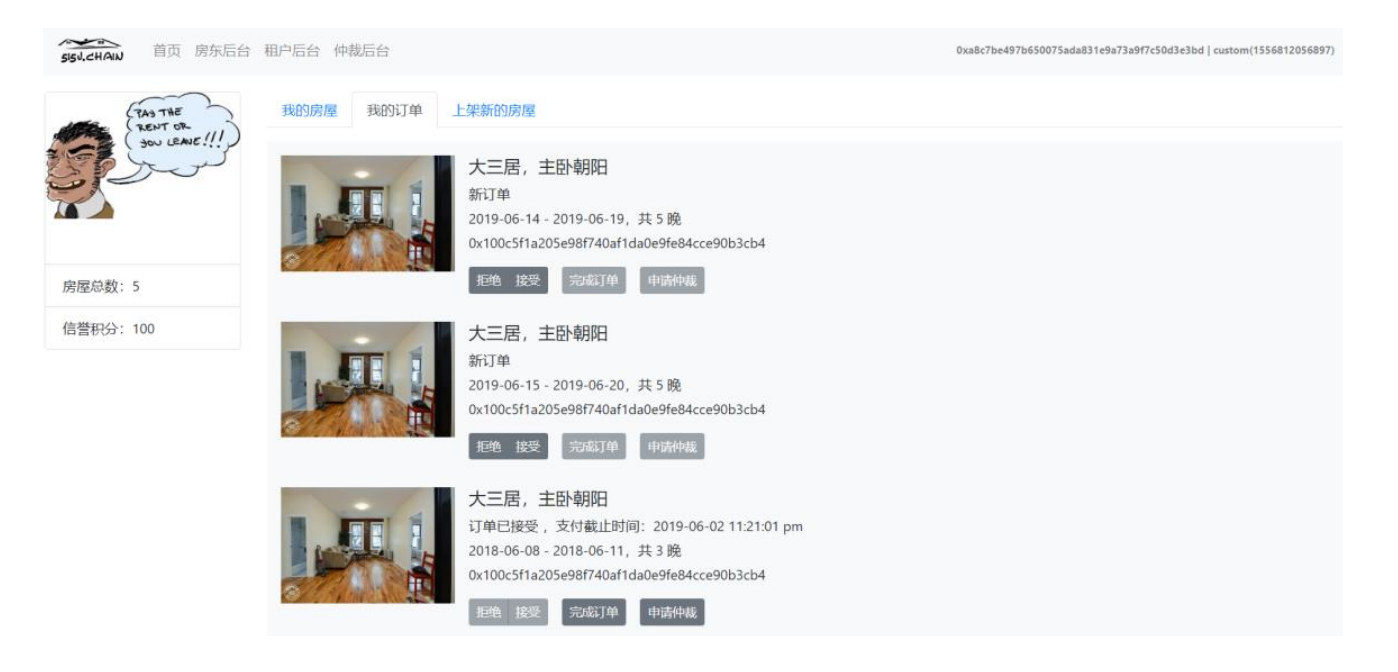 SISU.CHAIN
首页 房东后台 租户后台 仲裁后台
0xa8c7be497b650075ada831e9a73a9f7c50d3e3bd | custom(1556812056897)
PAY THE
RENT OR
YOU LEAVE!!!
房屋总数：5
信誉积分：100
我的房屋 我的订单 上架新的房屋
大三居，主卧朝阳
新订单
2019-06-14 - 2019-06-19，共 5 晚
0x100c5f1a205e98f740af1da0e9fe84cce90b3cb4
拒绝 接受 完成订单 申请仲裁
大三居，主卧朝阳
新订单
2019-06-15 - 2019-06-20，共 5 晚
0x100c5f1a205e98f740af1da0e9fe84cce90b3cb4
拒绝 接受 完成订单 申请仲裁
大三居，主卧朝阳
订单已接受 ，支付截止时间：2019-06-02 11:21:01 pm
2018-06-08 - 2018-06-11，共 3 晚
0x100c5f1a205e98f740af1da0e9fe84cce90b3cb4
拒绝 接受 完成订单 申请仲裁